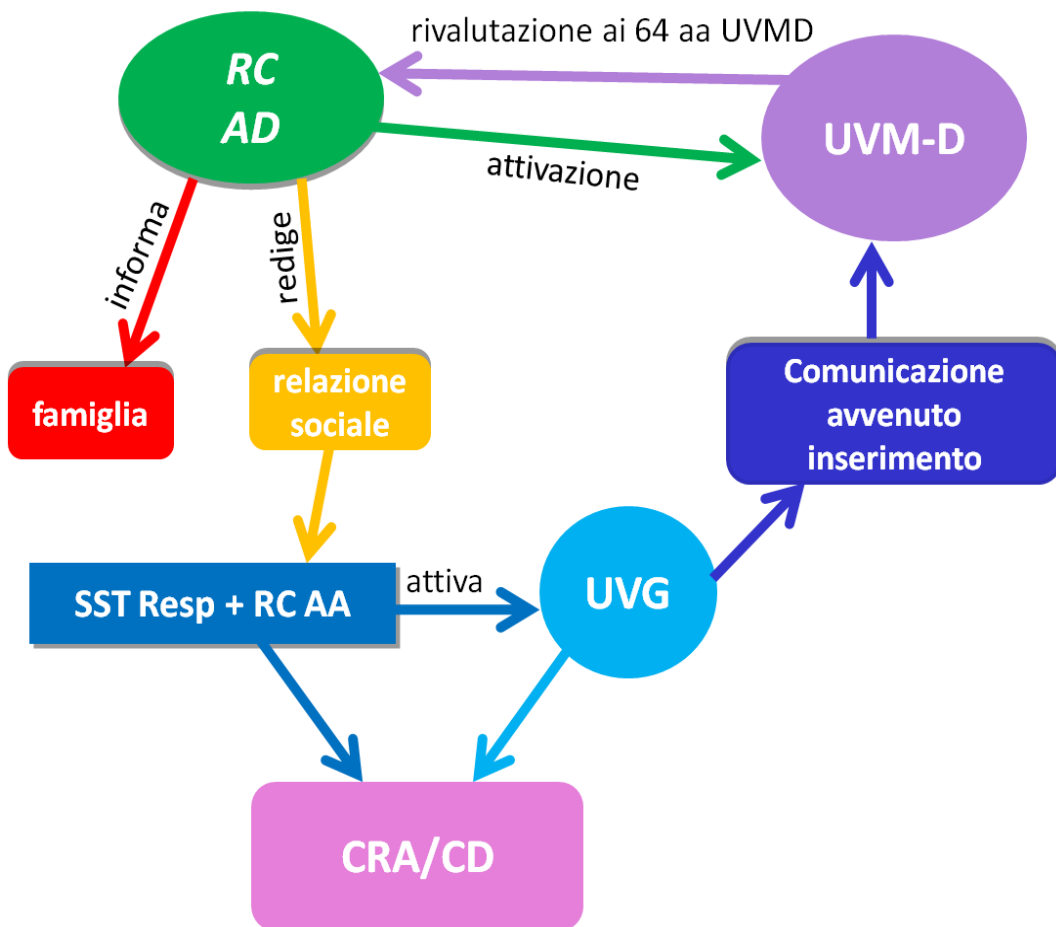 rivalutazione ai 64 aa UVMD
RC
AD
UVM-D
attivazione
informa
redige
famiglia
relazione
sociale
Comunicazione
avvenuto
inserimento
SST Resp + RC AA
attiva
UVG
CRA/CD